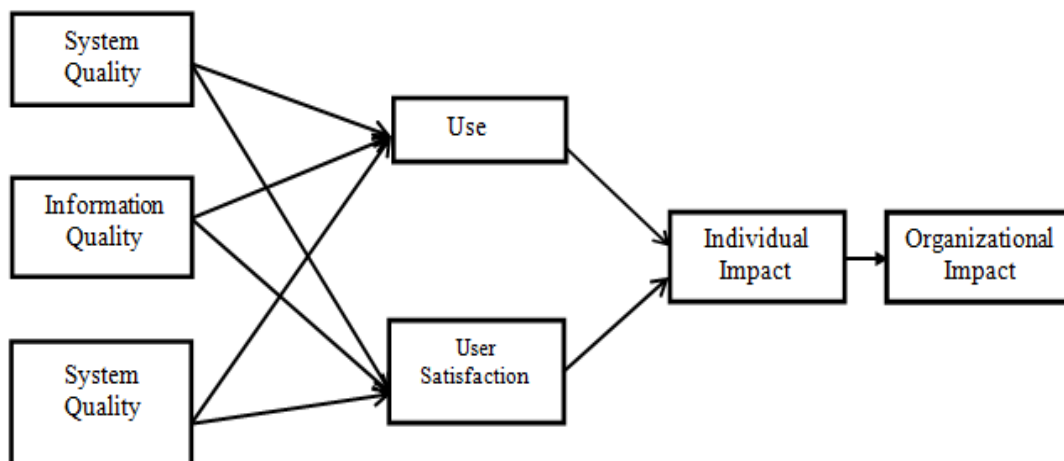 System
Quality
Use
Information
Quality
Individual
Impact
Organizational
Impact
System
Quality
User
Satisfaction